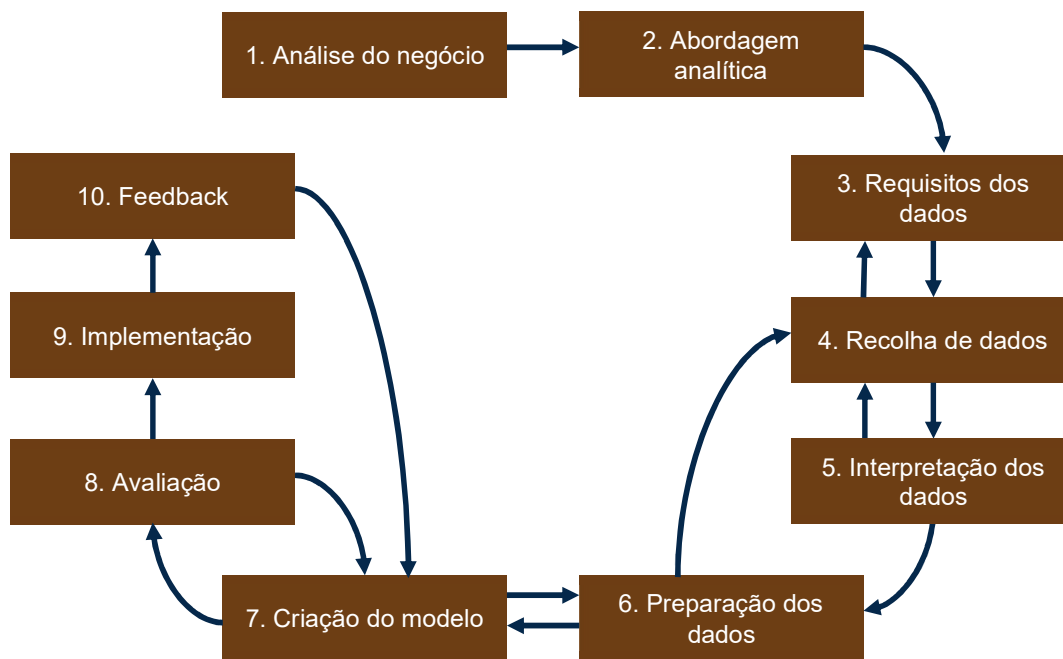 1. Análise do negócio
2. Abordagem
analítica
3. Requisitos dos
dados
4. Recolha de dados
5. Interpretação dos
dados
6. Preparação dos
dados
7. Criação do modelo
8. Avaliação
9. Implementação
10. Feedback